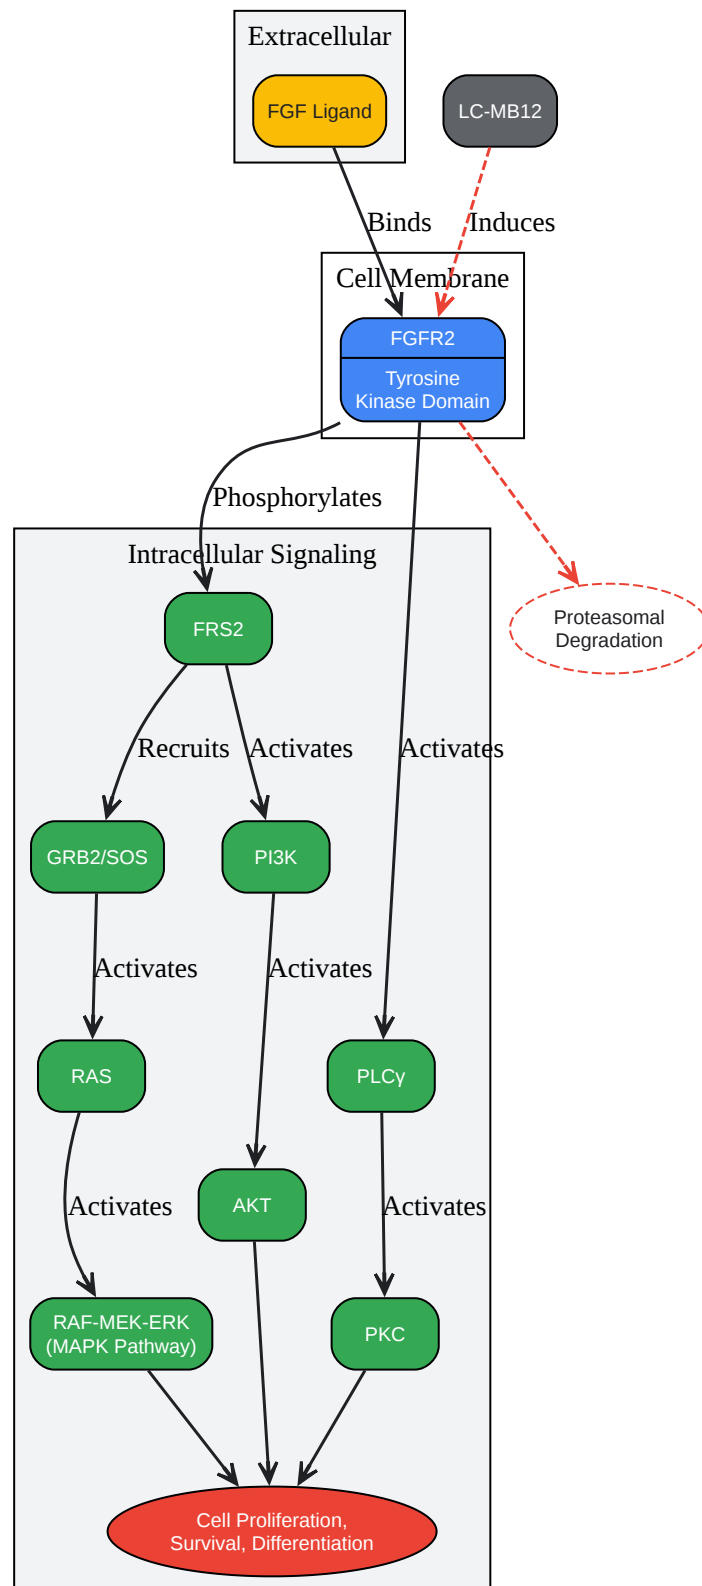 Extracellular
FGF Ligand
LC-MB12
Binds
Induces
Cell Membrane
FGFR2
Tyrosine
Kinase Domain
Phosphorylates
Intracellular Signaling
FRS2
Proteasomal
Degradation
Recruits
Activates
Activates
GRB2/SOS
PI3K
Activates
Activates
RAS
PLCγ
Activates
AKT
Activates
RAF-MEK-ERK
(MAPK Pathway)
PKC
Cell Proliferation,
Survival, Differentiation